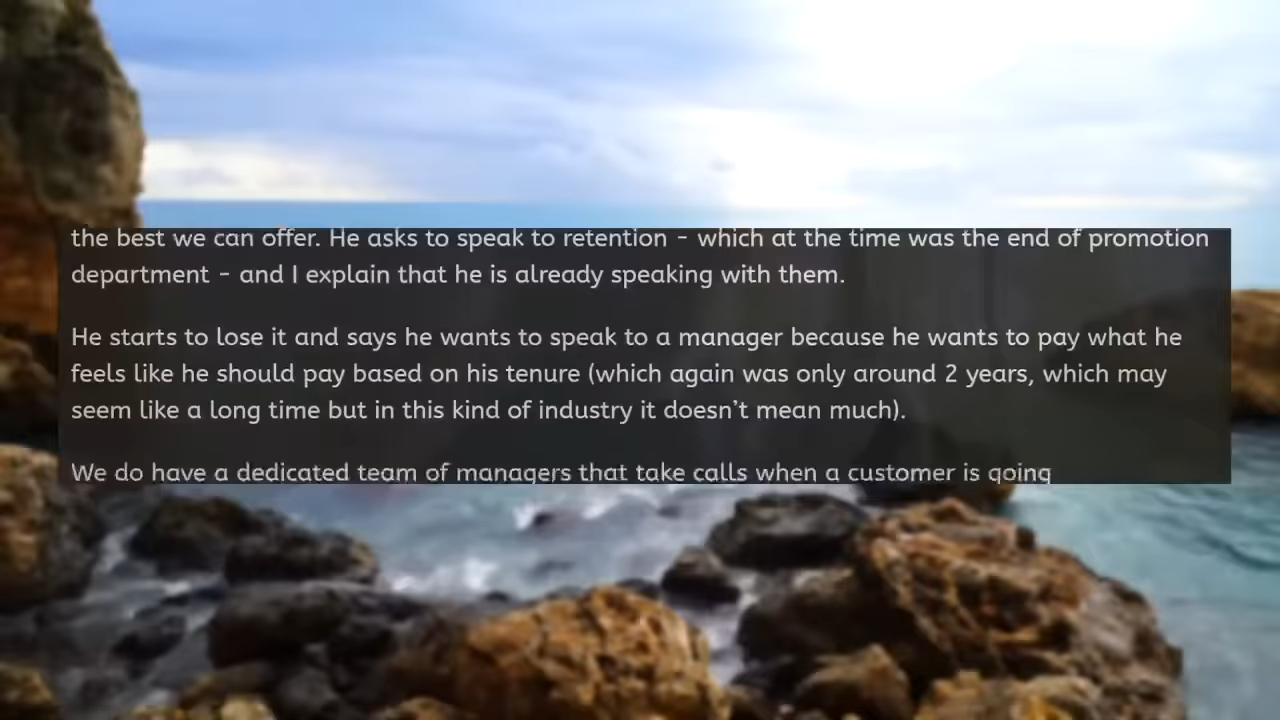 the best we can offer. He asks to speak to retention - which at the time was the end of promotion
department - and I explain that he is already speaking with them.
He starts to lose it and says he wants to speak to a manager because he wants to pay what he
feels like he should pay based on his tenure (which again was only around 2 years, which may
seem like a long time but in this kind of industry it doesn't mean much).
We do have a dedicated team of managers that take calls when a customer is going